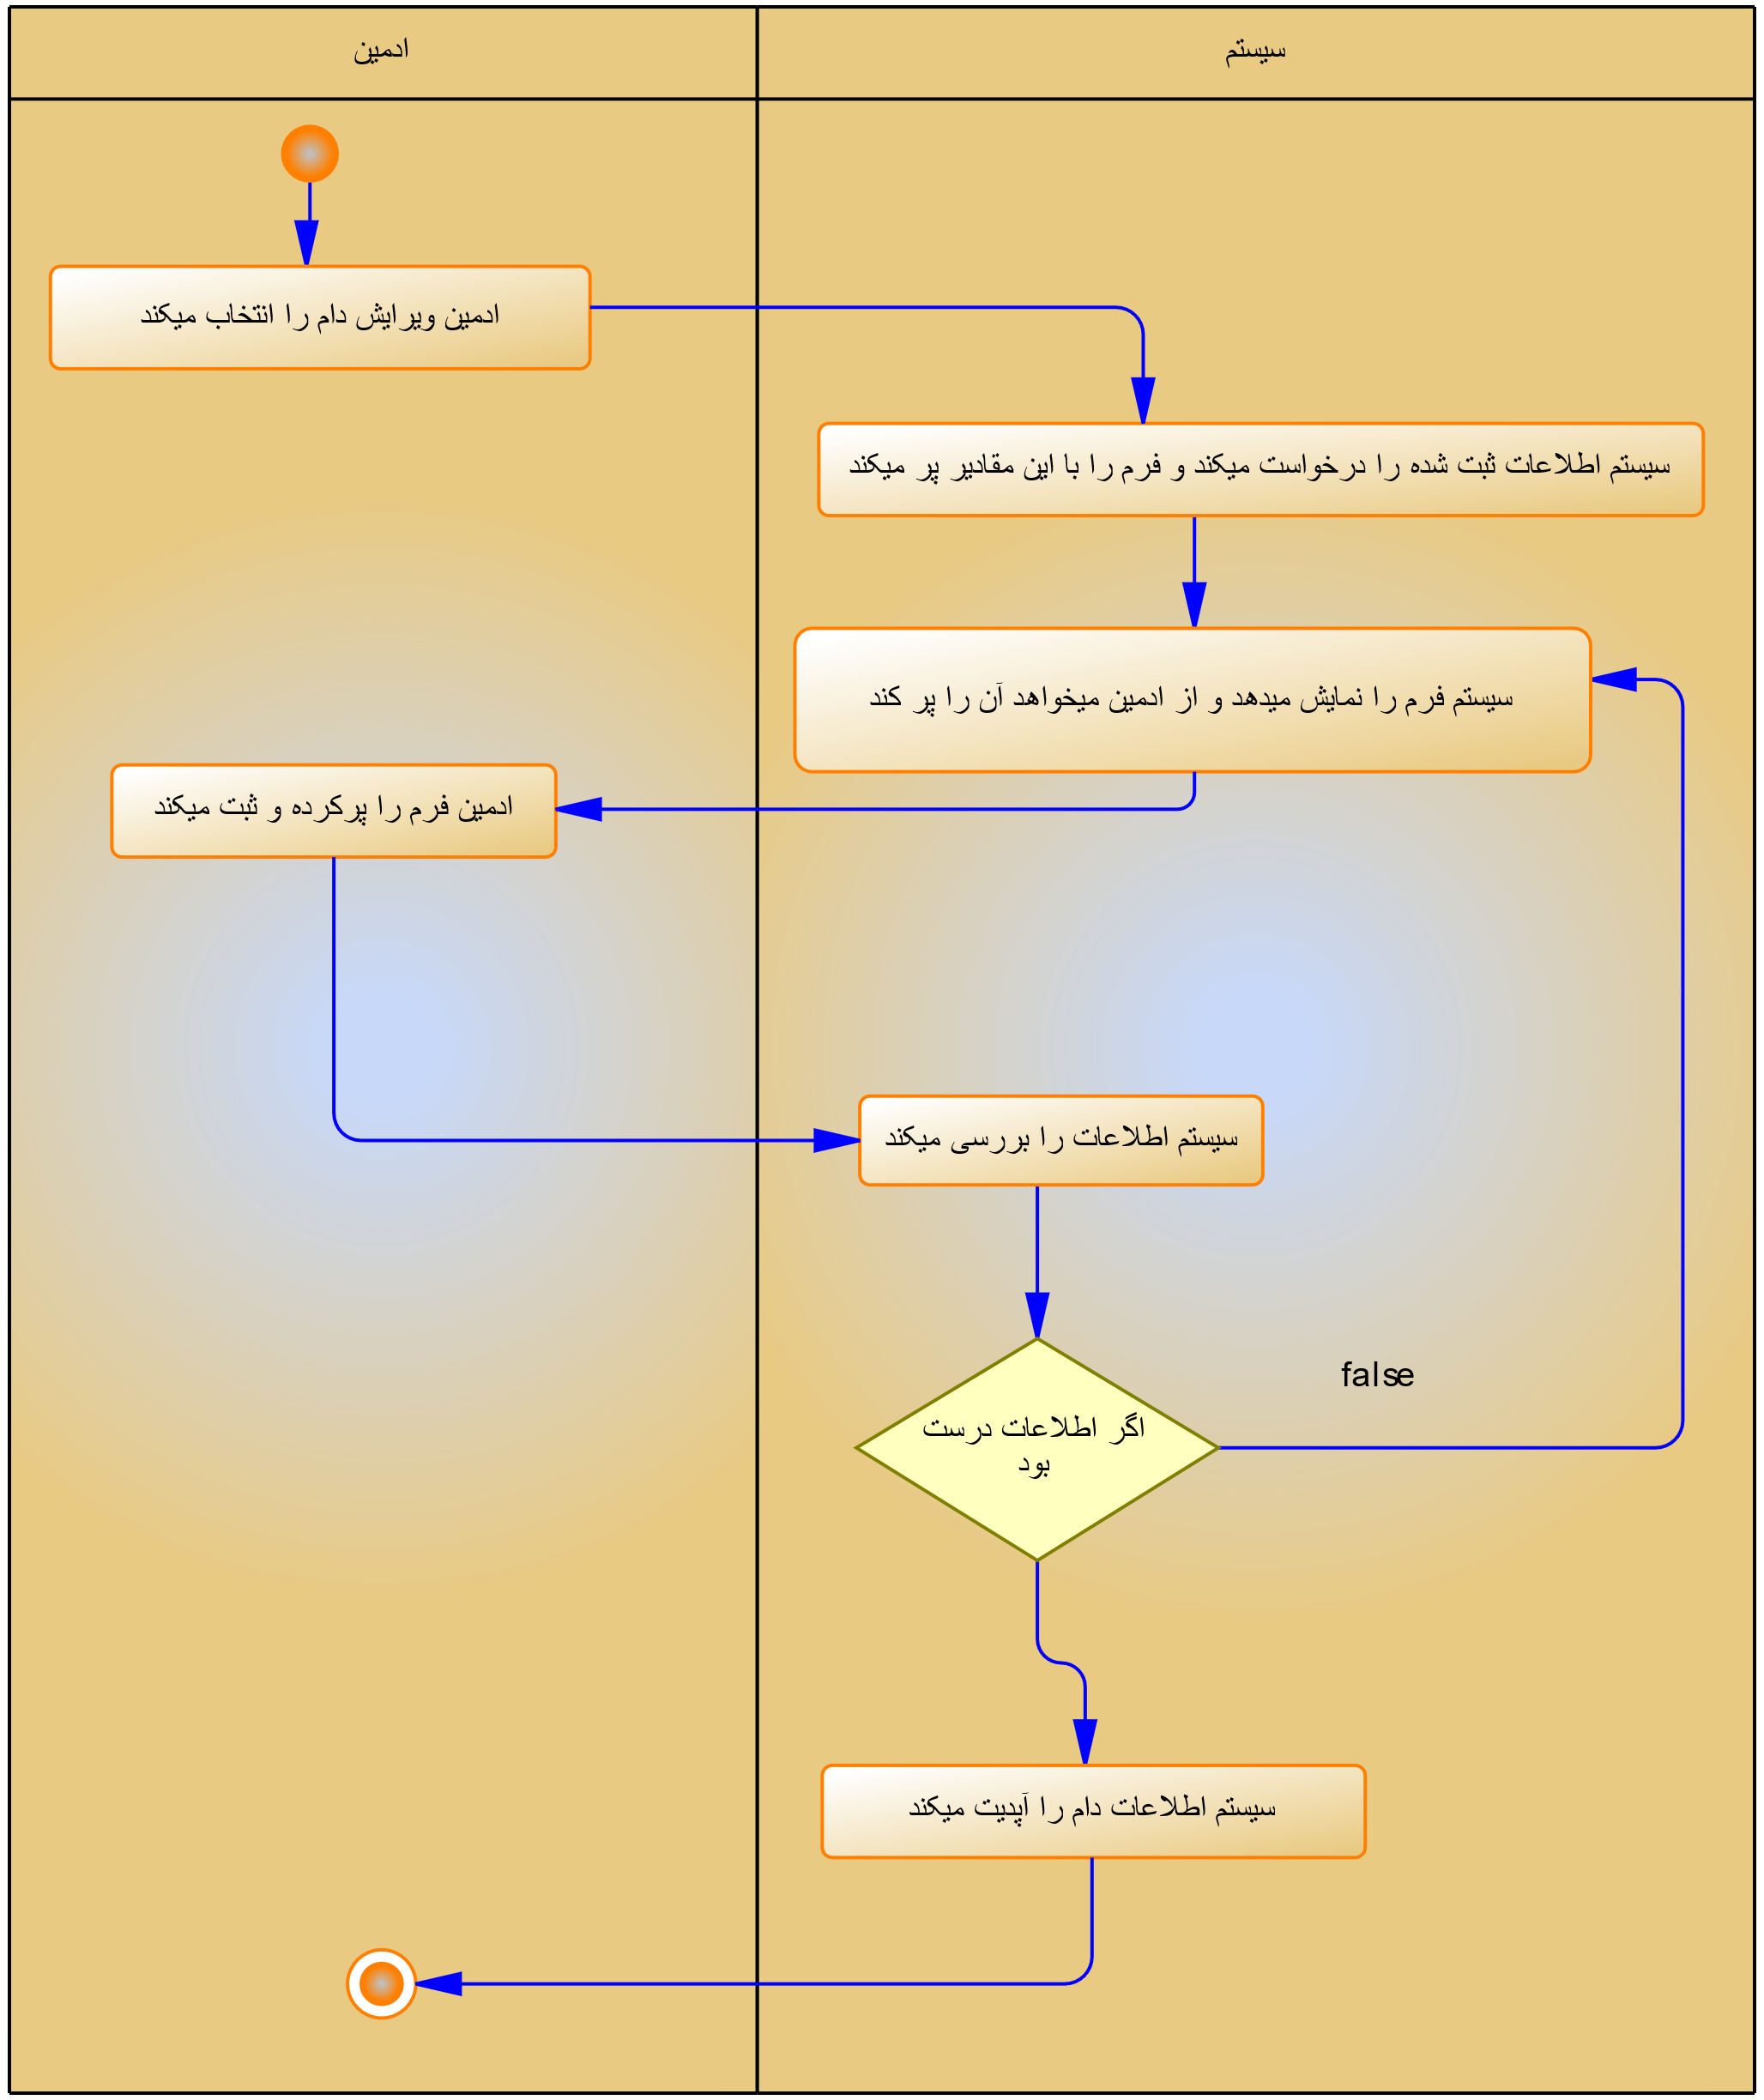 ادمین
سیستم
ادمین ویرایش دام را انتخاب میکند
سیستم اطلاعات ثبت شده را درخواست میکند و فرم را با این مقادیر پر میکند
سیستم فرم را نمایش میدهد و از ادمین میخواهد آن را پر کند
ادمین فرم را پرکرده و ثبت میکند
سیستم اطلاعات را بررسی میکند
false
اگر اطلاعات درست
بود
سیستم اطلاعات دام را آپدیت میکند